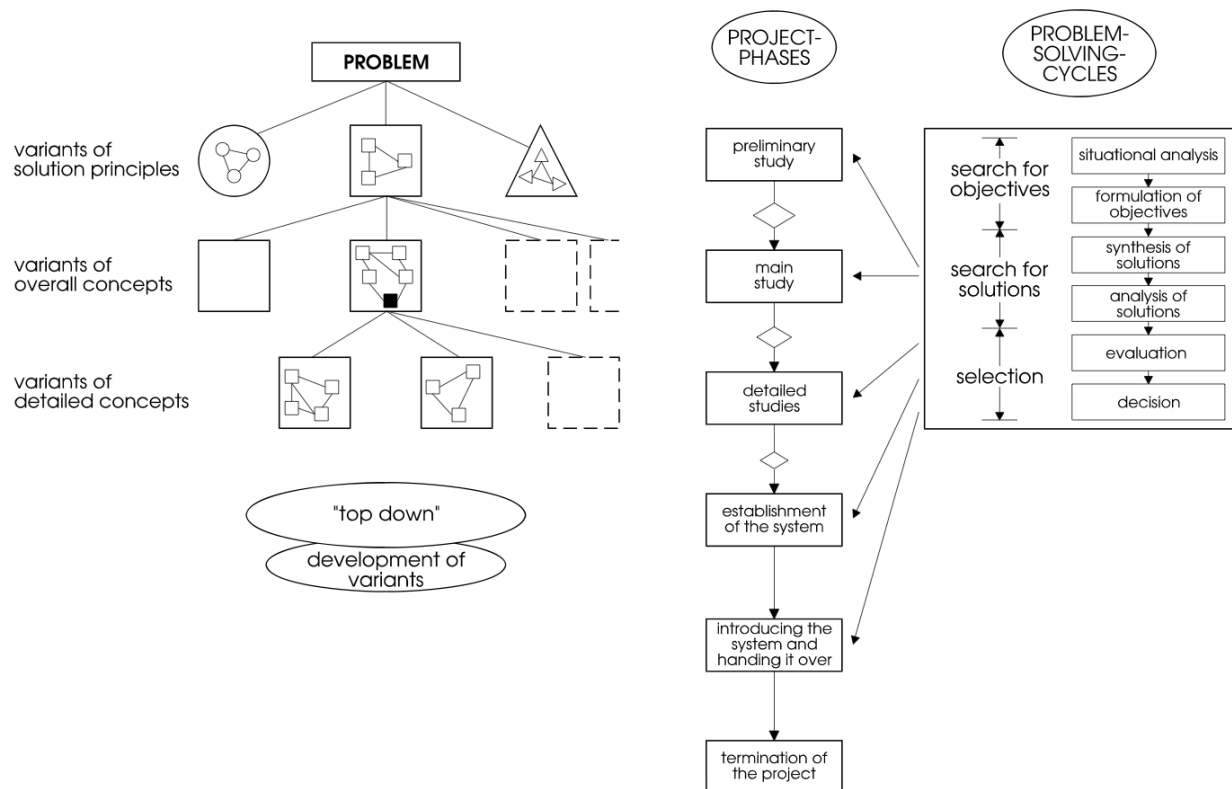 PROBLEM
variants of
solution principles
variants of
overall concepts
variants of
detailed concepts
"top down"
development of
variants
PROJECT-
PHASES
preliminary
study
main
study
detailed
studies
establishment
of the system
introducing the
system and
handing it over
termination of
the project
PROBLEM-
SOLVING-
CYCLES
search for
objectives
search for
solutions
selection
situational analysis
formulation of
objectives
synthesis of
solutions
analysis of
solutions
evaluation
decision